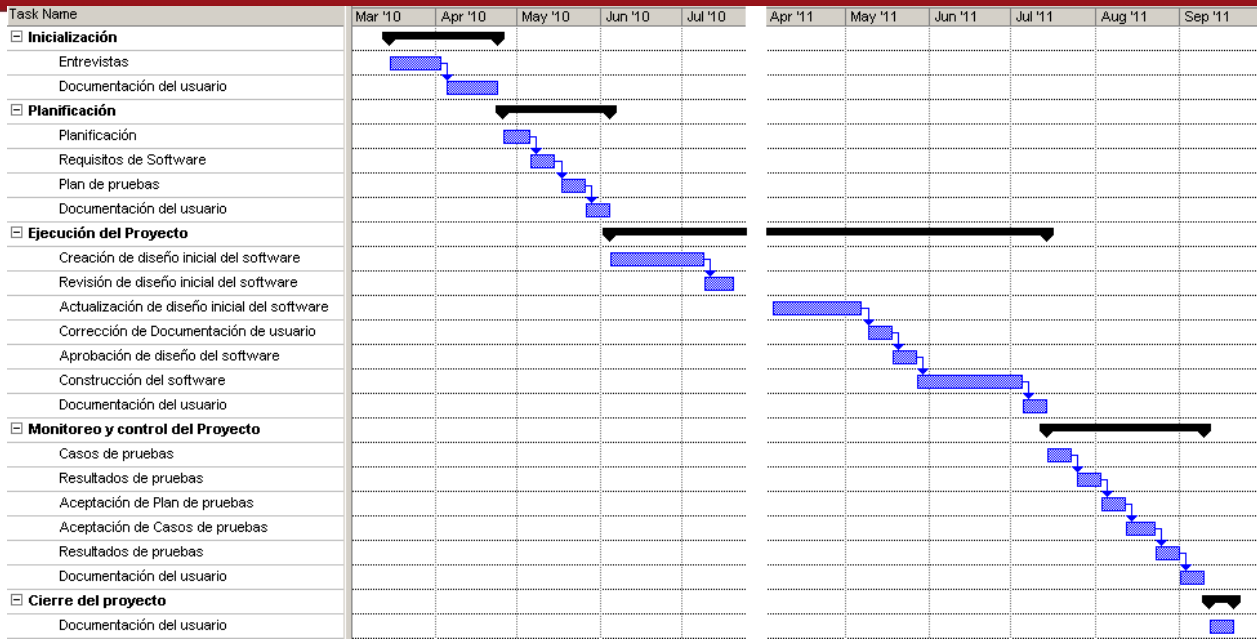 Task Name Mar '10 Apr '10 May '10 Jun '10 Jul '10 Apr '11 May '11 Jun '11 Jul '11 Aug '11 Sep '11
Inicialización
Entrevistas
Documentación del usuario
Planificación
Planificación
Requisitos de Software
Plan de pruebas
Documentación del usuario
Ejecución del Proyecto
Creación de diseño inicial del software
Revisión de diseño inicial del software
Actualización de diseño inicial del software
Corrección de Documentación de usuario
Aprobación de diseño del software
Construcción del software
Documentación del usuario
Monitoreo y control del Proyecto
Casos de pruebas
Resultados de pruebas
Aceptación de Plan de pruebas
Aceptación de Casos de pruebas
Resultados de pruebas
Documentación del usuario
Cierre del proyecto
Documentación del usuario